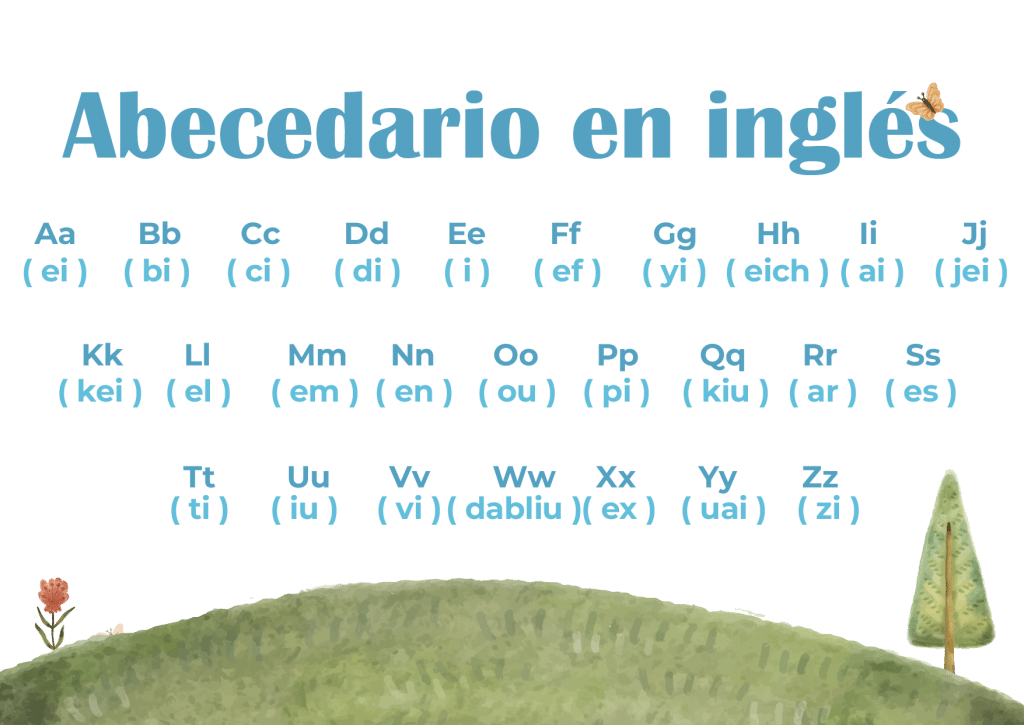 Abecedario en inglés
Aa Bb Cc Dd Ee Ff Gg Hh Ii Jj
( ei ) ( bi ) ( ci ) ( di ) ( i ) ( ef ) ( yi ) ( eich ) ( ai ) ( jei )
Kk Ll Mm Nn Oo Pp Qq Rr Ss
( kei ) ( el ) ( em ) ( en ) ( ou ) ( pi ) ( kiu ) ( ar ) ( es )
Tt Uu Vv Ww Xx Yy Zz
( ti ) ( iu ) ( vi ) ( dabliu ) ( ex ) ( uai ) ( zi )